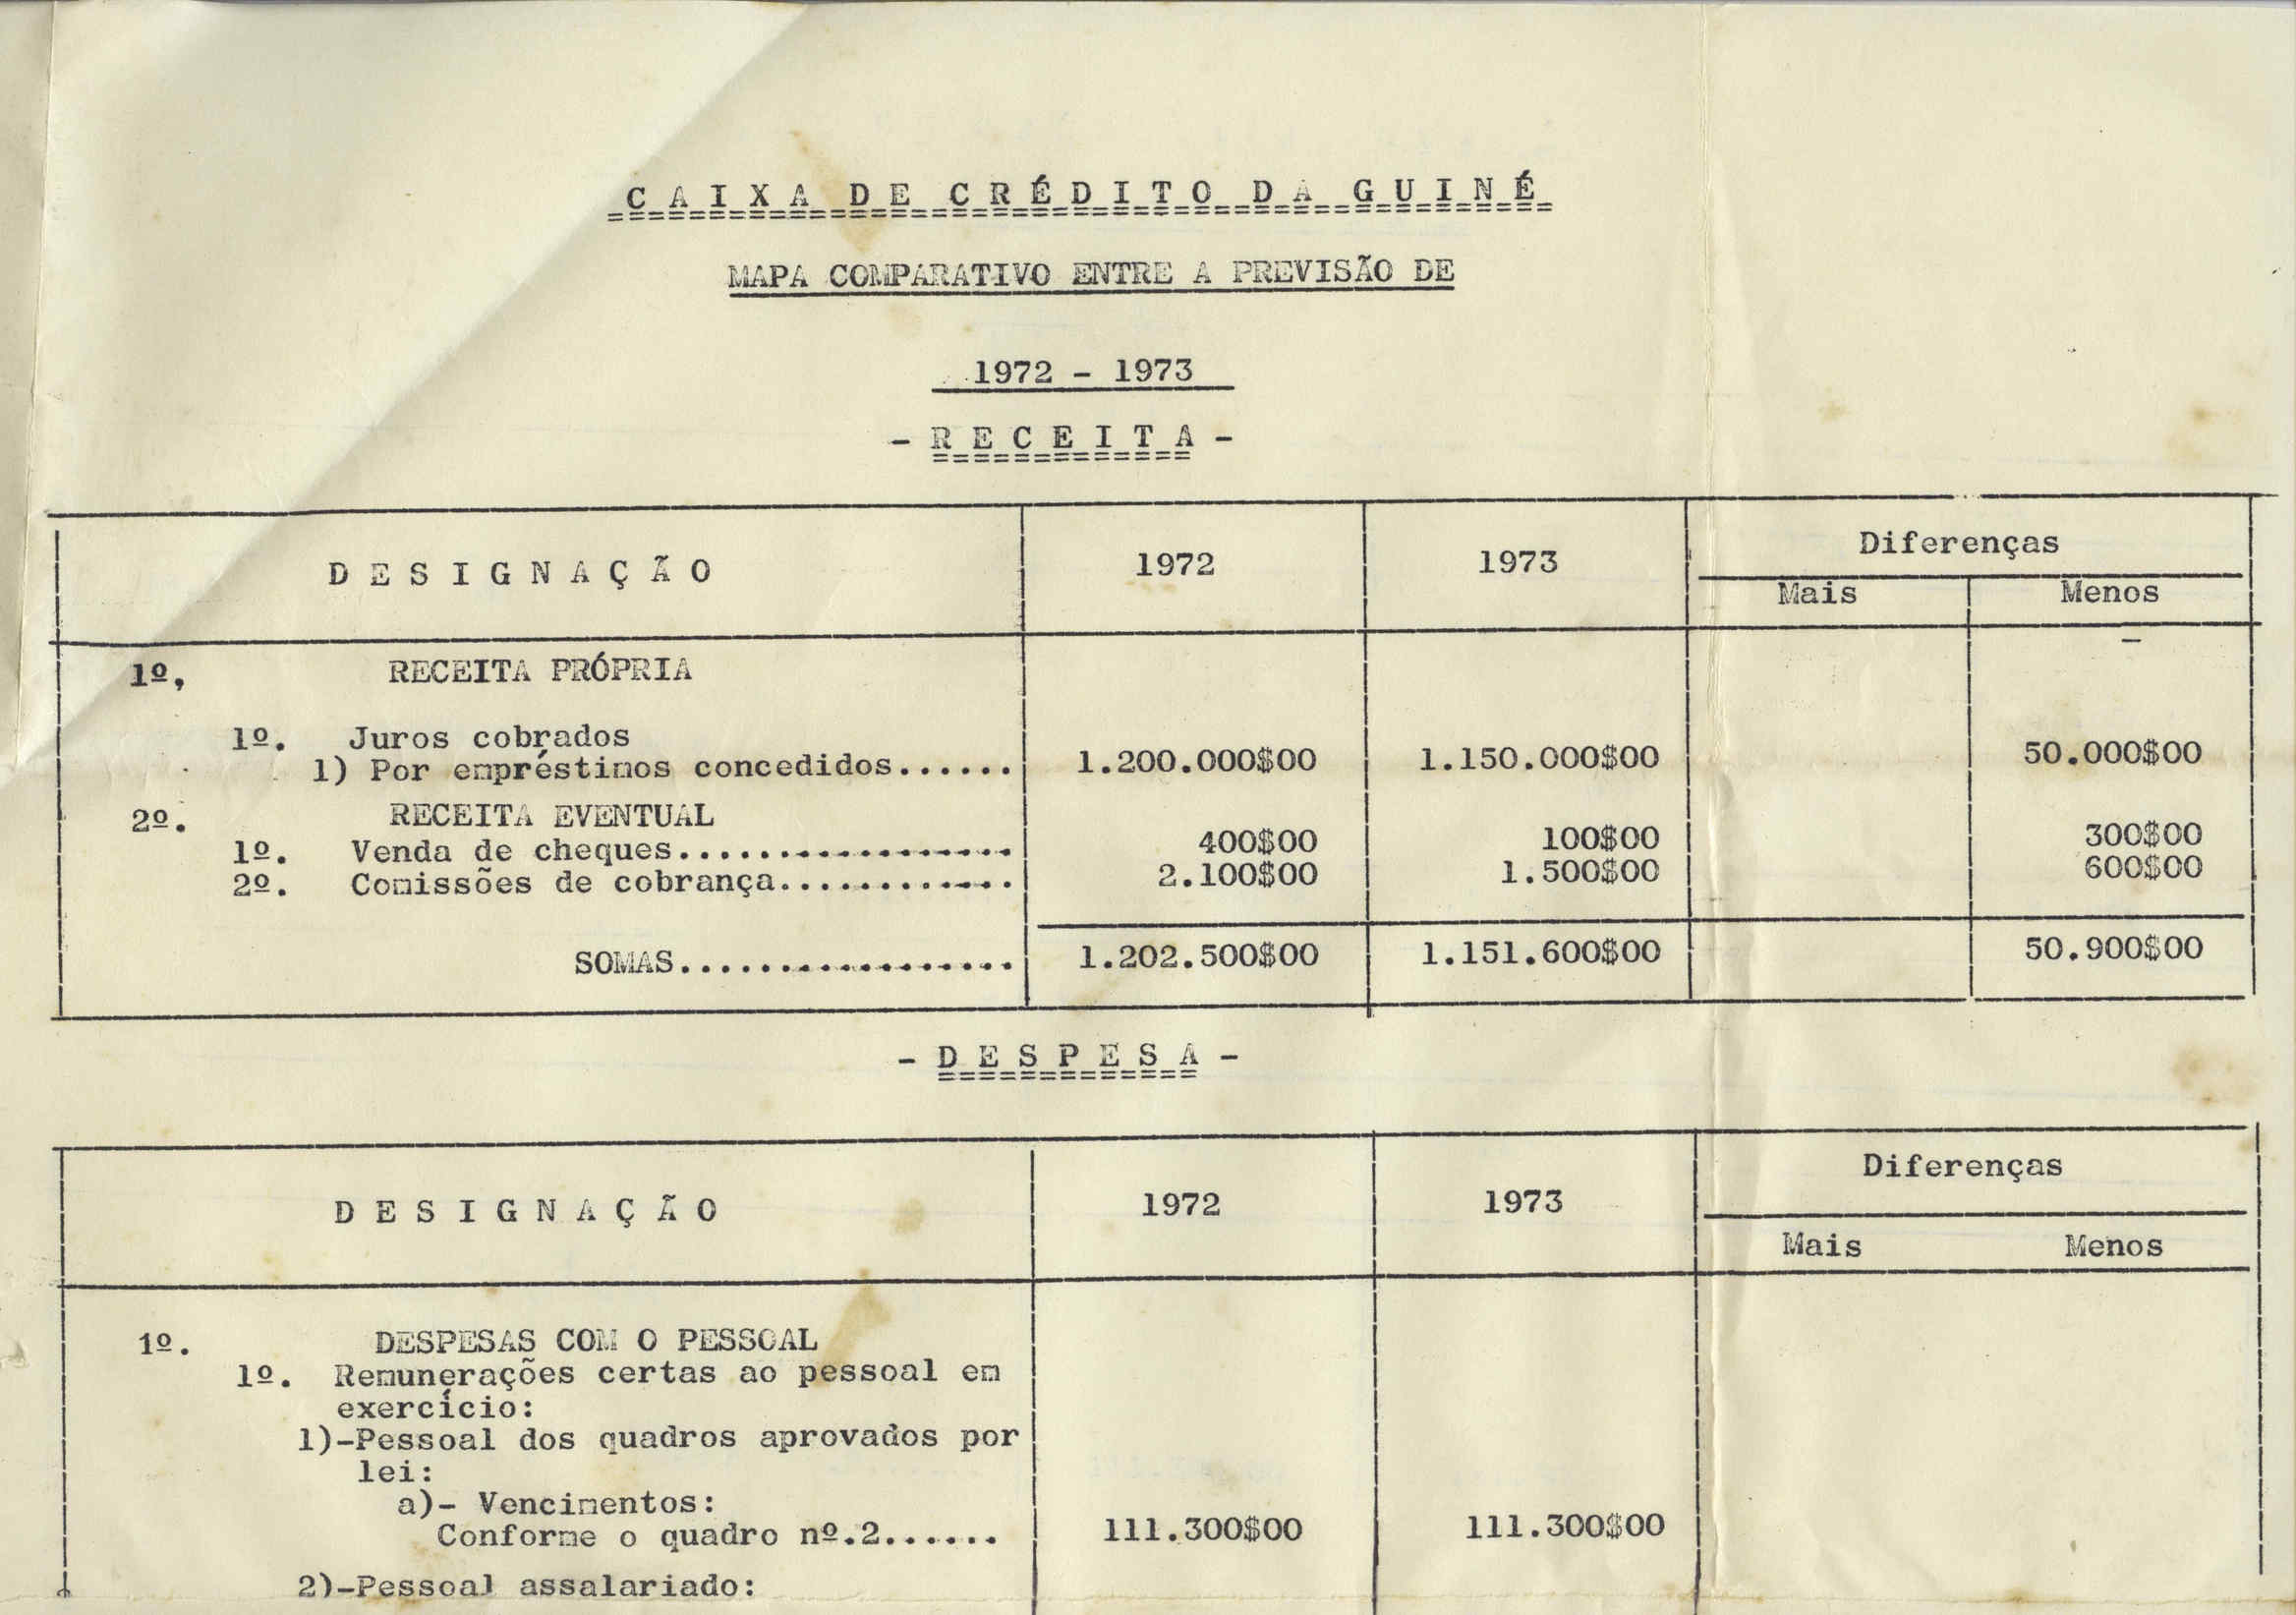 CAIXA DE CRÉDITO DA GUINÉ
MAPA COMPARATIVO ENTRE A PREVISÃO DE
1972 - 1973
- RECEITA -
DESIGNAÇÃO 1972 1973 Diferenças
Mais Menos
-
1º, RECEITA PRÓPRIA
1º. Juros cobrados
1) Por empréstimos concedidos...... 1.200.000$00 1.150.000$00 50.000$00
2º. RECEITA EVENTUAL
1º. Venda de cheques................. 400$00 100$00 300$00
2º. Comissões de cobrança............ 2.100$00 1.500$00 600$00
SOMAS................. 1.202.500$00 1.151.600$00 50.900$00
- DESPESA -
DESIGNAÇÃO 1972 1973 Diferenças
Mais Menos
1º. DESPESAS COM O PESSOAL
1º. Remunerações certas ao pessoal em
exercício:
1)-Pessoal dos quadros aprovados por
lei:
a)- Vencimentos:
Conforme o quadro nº.2...... 111.300$00 111.300$00
2)-Pessoal assalariado: